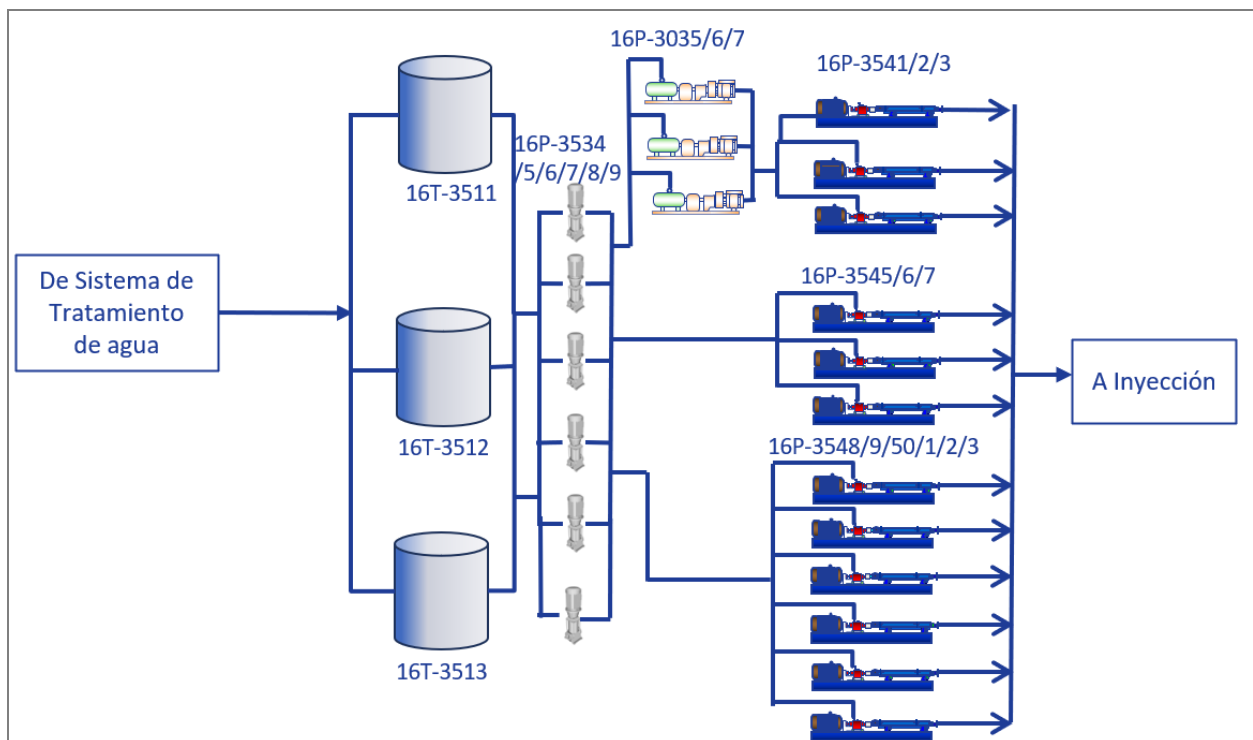 16P-3035/6/7
16P-3541/2/3
16P-3534
/5/6/7/8/9
16T-3511
De Sistema de
Tratamiento
de agua
16P-3545/6/7
A Inyección
16T-3512
16P-3548/9/50/1/2/3
16T-3513